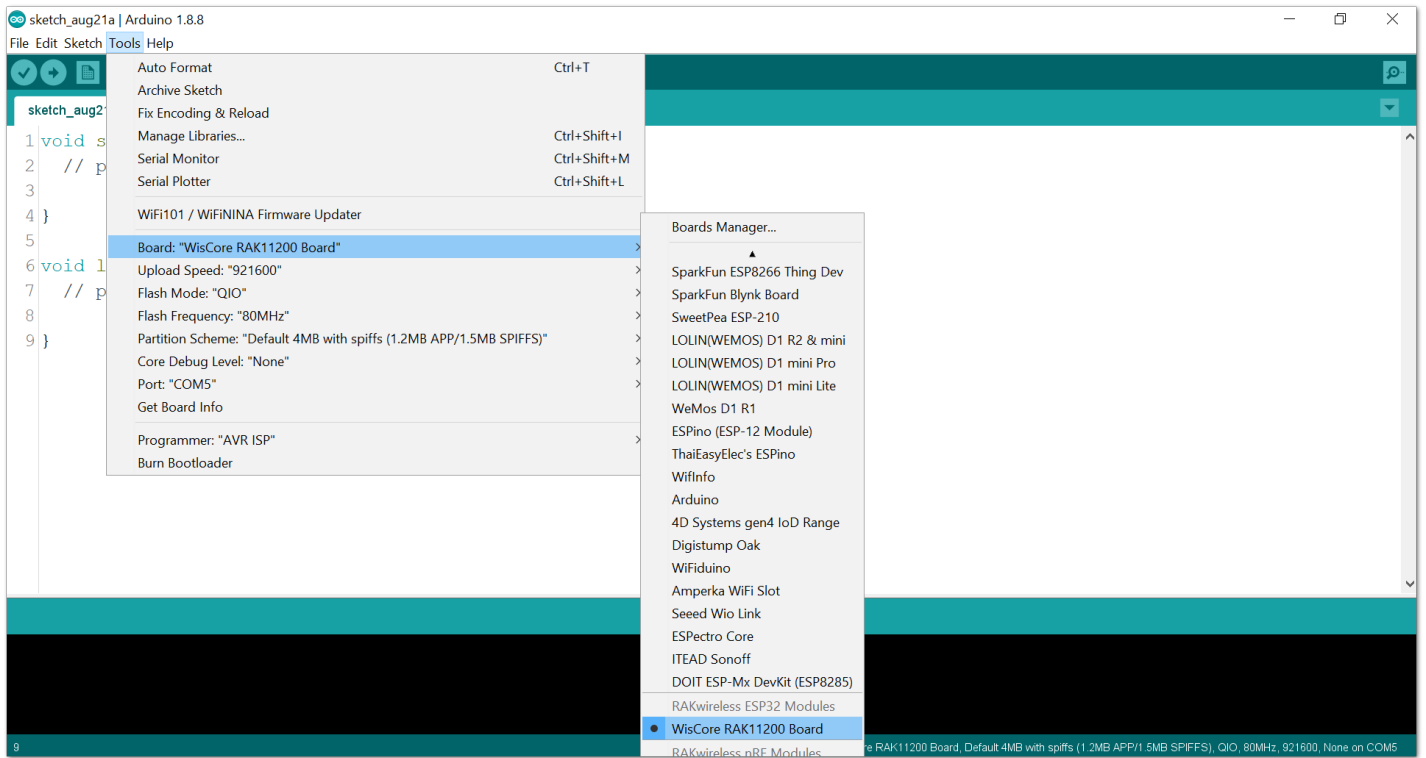 sketch_aug21a | Arduino 1.8.8
File Edit Sketch Tools Help
sketch_aug2
1 void s
2 // p
3
4 }
5
6 void l
7 // p
8
9 }
Auto Format Ctrl+T
Archive Sketch
Fix Encoding & Reload
Manage Libraries... Ctrl+Shift+I
Serial Monitor Ctrl+Shift+M
Serial Plotter Ctrl+Shift+L
WiFi101 / WiFiNINA Firmware Updater
Board: "WisCore RAK11200 Board"
Upload Speed: "921600"
Flash Mode: "QIO"
Flash Frequency: "80MHz"
Partition Scheme: "Default 4MB with spiffs (1.2MB APP/1.5MB SPIFFS)"
Core Debug Level: "None"
Port: "COM5"
Get Board Info
Programmer: "AVR ISP"
Burn Bootloader
Boards Manager...
SparkFun ESP8266 Thing Dev
SparkFun Blynk Board
SweetPea ESP-210
LOLIN(WEMOS) D1 R2 & mini
LOLIN(WEMOS) D1 mini Pro
LOLIN(WEMOS) D1 mini Lite
WeMos D1 R1
ESPino (ESP-12 Module)
ThaiEasyElec's ESPino
WifInfo
Arduino
4D Systems gen4 IoD Range
Digistump Oak
WiFiduino
Amperka WiFi Slot
Seeed Wio Link
ESPectro Core
ITEAD Sonoff
DOIT ESP-Mx DevKit (ESP8285)
RAKwireless ESP32 Modules
WisCore RAK11200 Board
RAKwireless nRF Modules
9
re RAK11200 Board, Default 4MB with spiffs (1.2MB APP/1.5MB SPIFFS), QIO, 80MHz, 921600, None on COM5